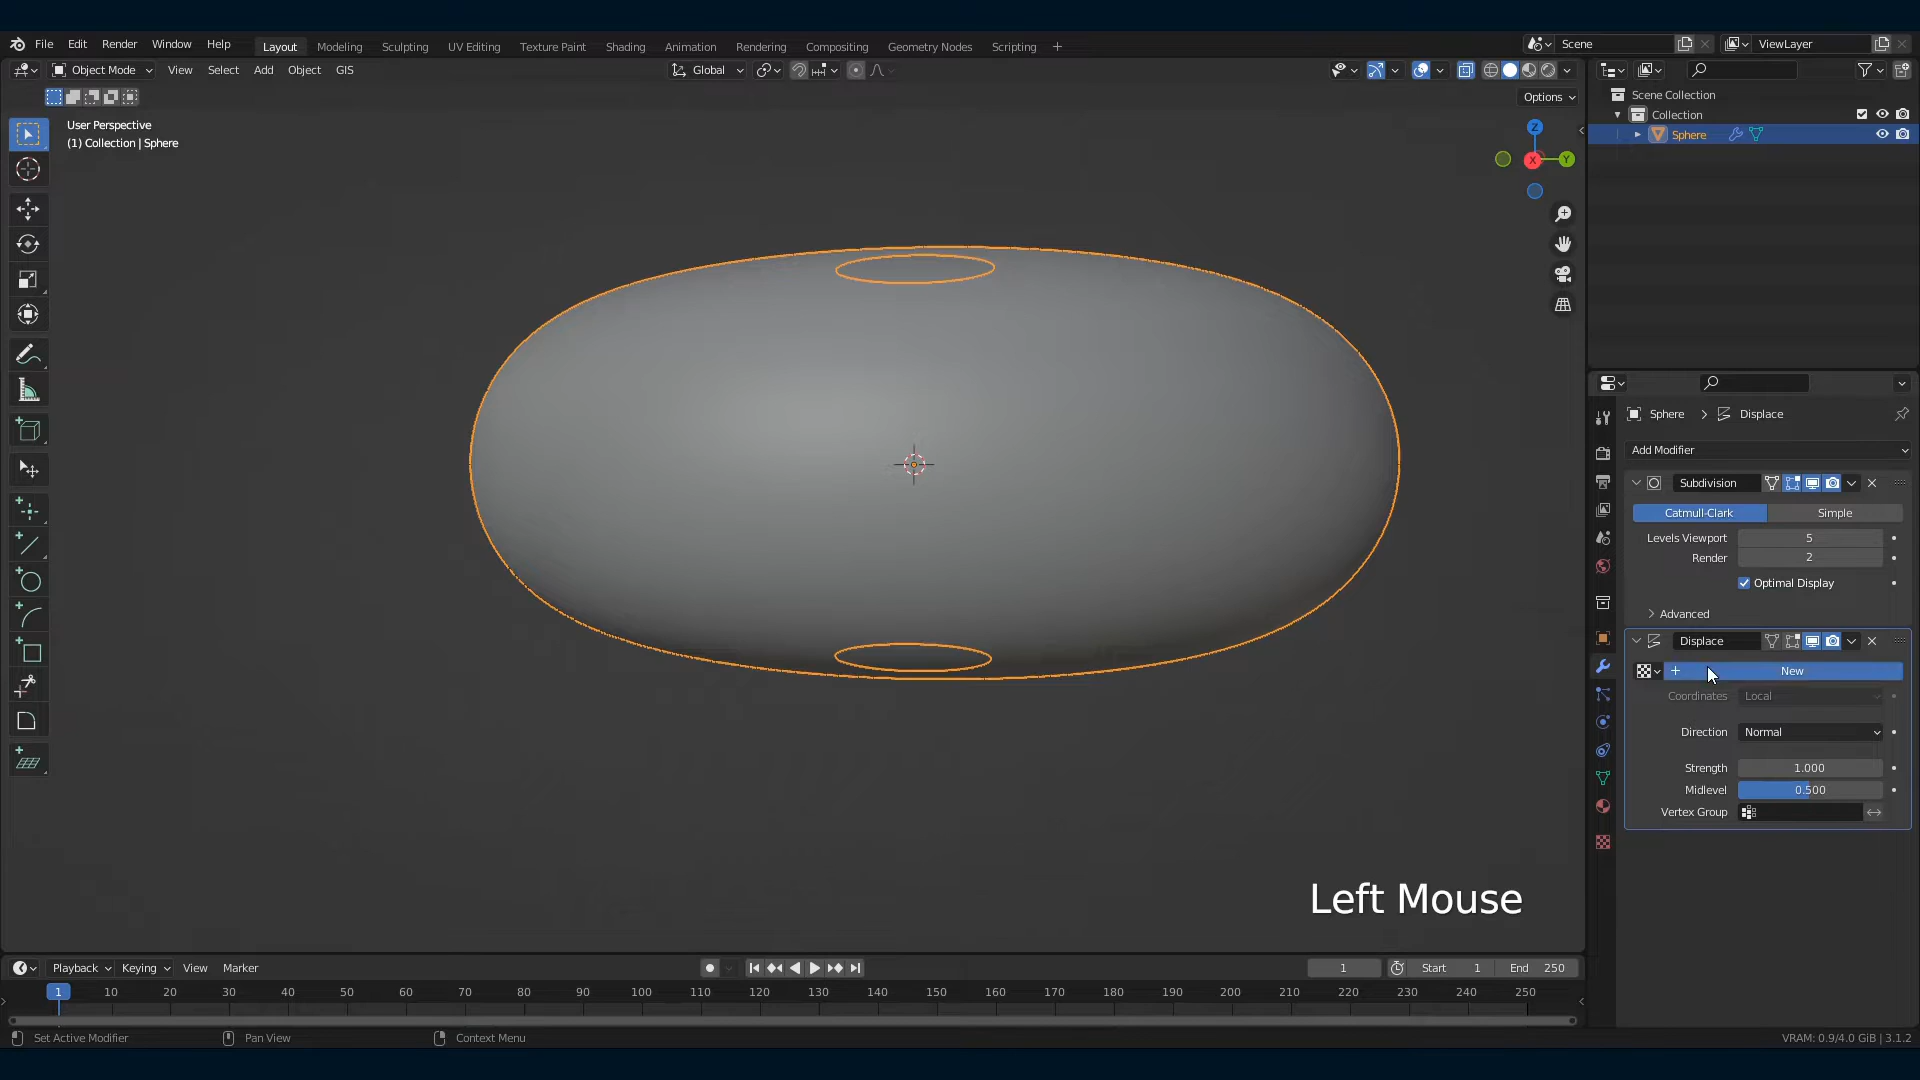 File Edit Render Window Help Layout Modeling Sculpting UV Editing Texture Paint Shading Animation Rendering Compositing Geometry Nodes Scripting + Scene ViewLayer
Object Mode View Select Add Object GIS Global
Options
User Perspective
(1) Collection | Sphere
Z
X
Y
Scene Collection
Collection
Sphere
Sphere > Displace
Add Modifier
Subdivision
Catmull-Clark Simple
Levels Viewport 5
Render 2
Optimal Display
Advanced
Displace
New
Coordinates Local
Direction Normal
Strength 1.000
Midlevel 0.500
Vertex Group
Left Mouse
Playback Keying View Marker 1 Start 1 End 250
1 10 20 30 40 50 60 70 80 90 100 110 120 130 140 150 160 170 180 190 200 210 220 230 240 250
Set Active Modifier Pan View Context Menu VRAM: 0.9/4.0 GiB | 3.1.2